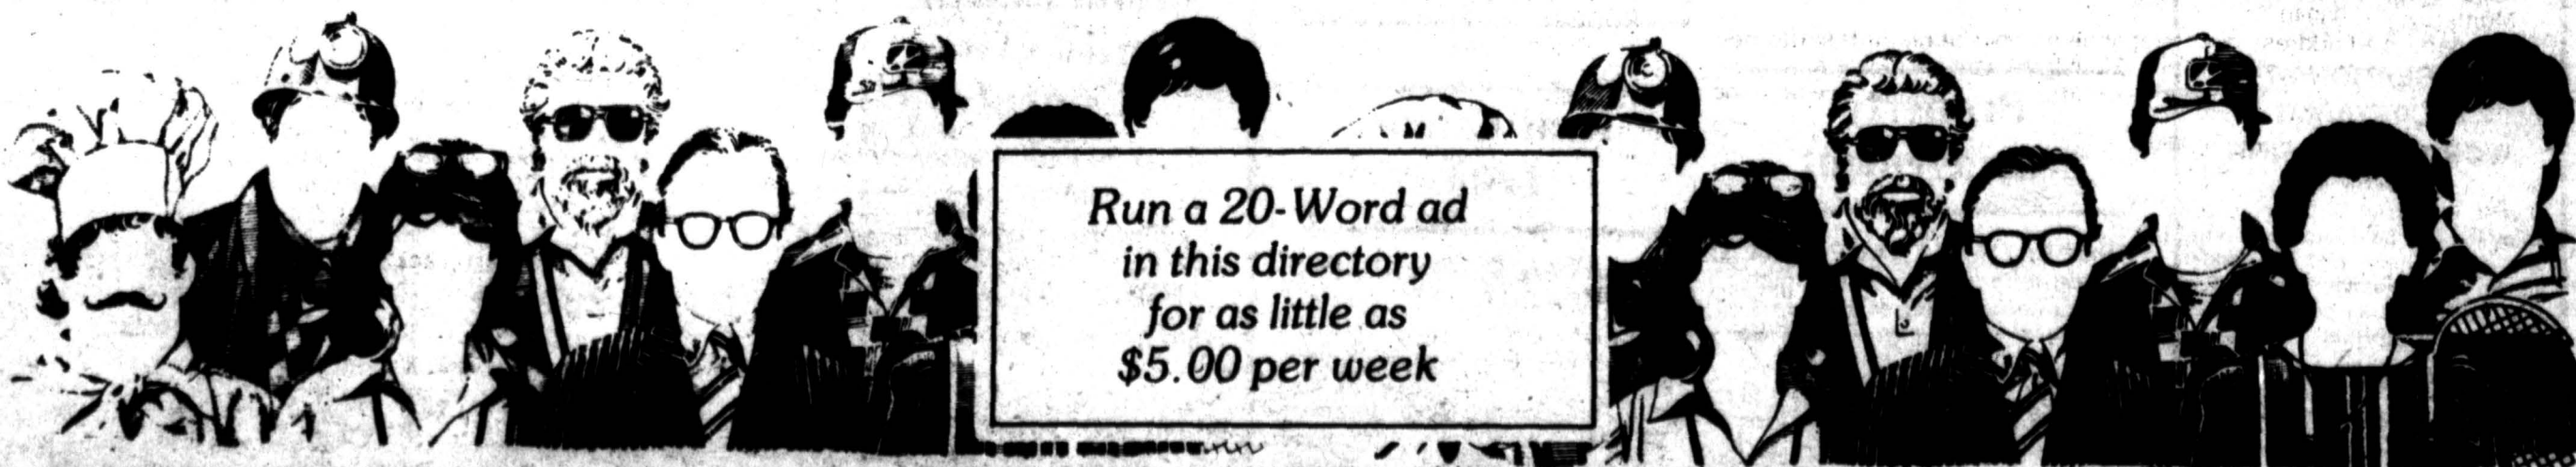 Run a 20-Word ad
in this directory
for as little as
$5.00 per week